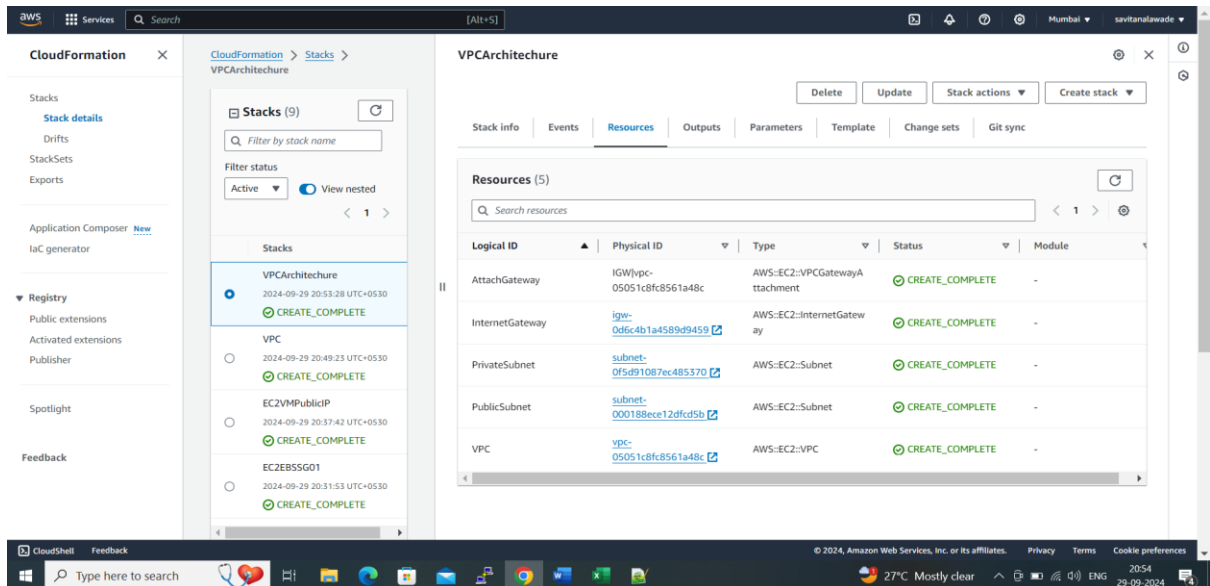 aws
Services
Search
[Alt+S]
Mumbai
savitanalawade
CloudFormation
Stacks
Stack details
Drifts
StackSets
Exports
Application Composer New
IaC generator
Registry
Public extensions
Activated extensions
Publisher
Spotlight
Feedback
CloudFormation > Stacks >
VPCArchitechure
Stacks (9)
Filter by stack name
Filter status
Active
View nested
1
Stacks
VPCArchitechure
2024-09-29 20:53:28 UTC+0530
CREATE_COMPLETE
VPC
2024-09-29 20:49:23 UTC+0530
CREATE_COMPLETE
EC2VMPublicIP
2024-09-29 20:37:42 UTC+0530
CREATE_COMPLETE
EC2EBSSG01
2024-09-29 20:31:53 UTC+0530
CREATE_COMPLETE
VPCArchitechure
Delete
Update
Stack actions
Create stack
Stack info
Events
Resources
Outputs
Parameters
Template
Change sets
Git sync
Resources (5)
Search resources
1
Logical ID
Physical ID
Type
Status
Module
AttachGateway
IGW|vpc-
05051c8fc8561a48c
AWS::EC2::VPCGatewayA
ttachment
CREATE_COMPLETE
-
InternetGateway
igw-
0d6c4b1a4589d9459
AWS::EC2::InternetGatew
ay
CREATE_COMPLETE
-
PrivateSubnet
subnet-
0f5d91087ec485370
AWS::EC2::Subnet
CREATE_COMPLETE
-
PublicSubnet
subnet-
000188ece12dfcd5b
AWS::EC2::Subnet
CREATE_COMPLETE
-
VPC
vpc-
05051c8fc8561a48c
AWS::EC2::VPC
CREATE_COMPLETE
-
CloudShell
Feedback
© 2024, Amazon Web Services, Inc. or its affiliates.
Privacy
Terms
Cookie preferences
Type here to search
27°C Mostly clear
ENG
20:54
29-09-2024
4